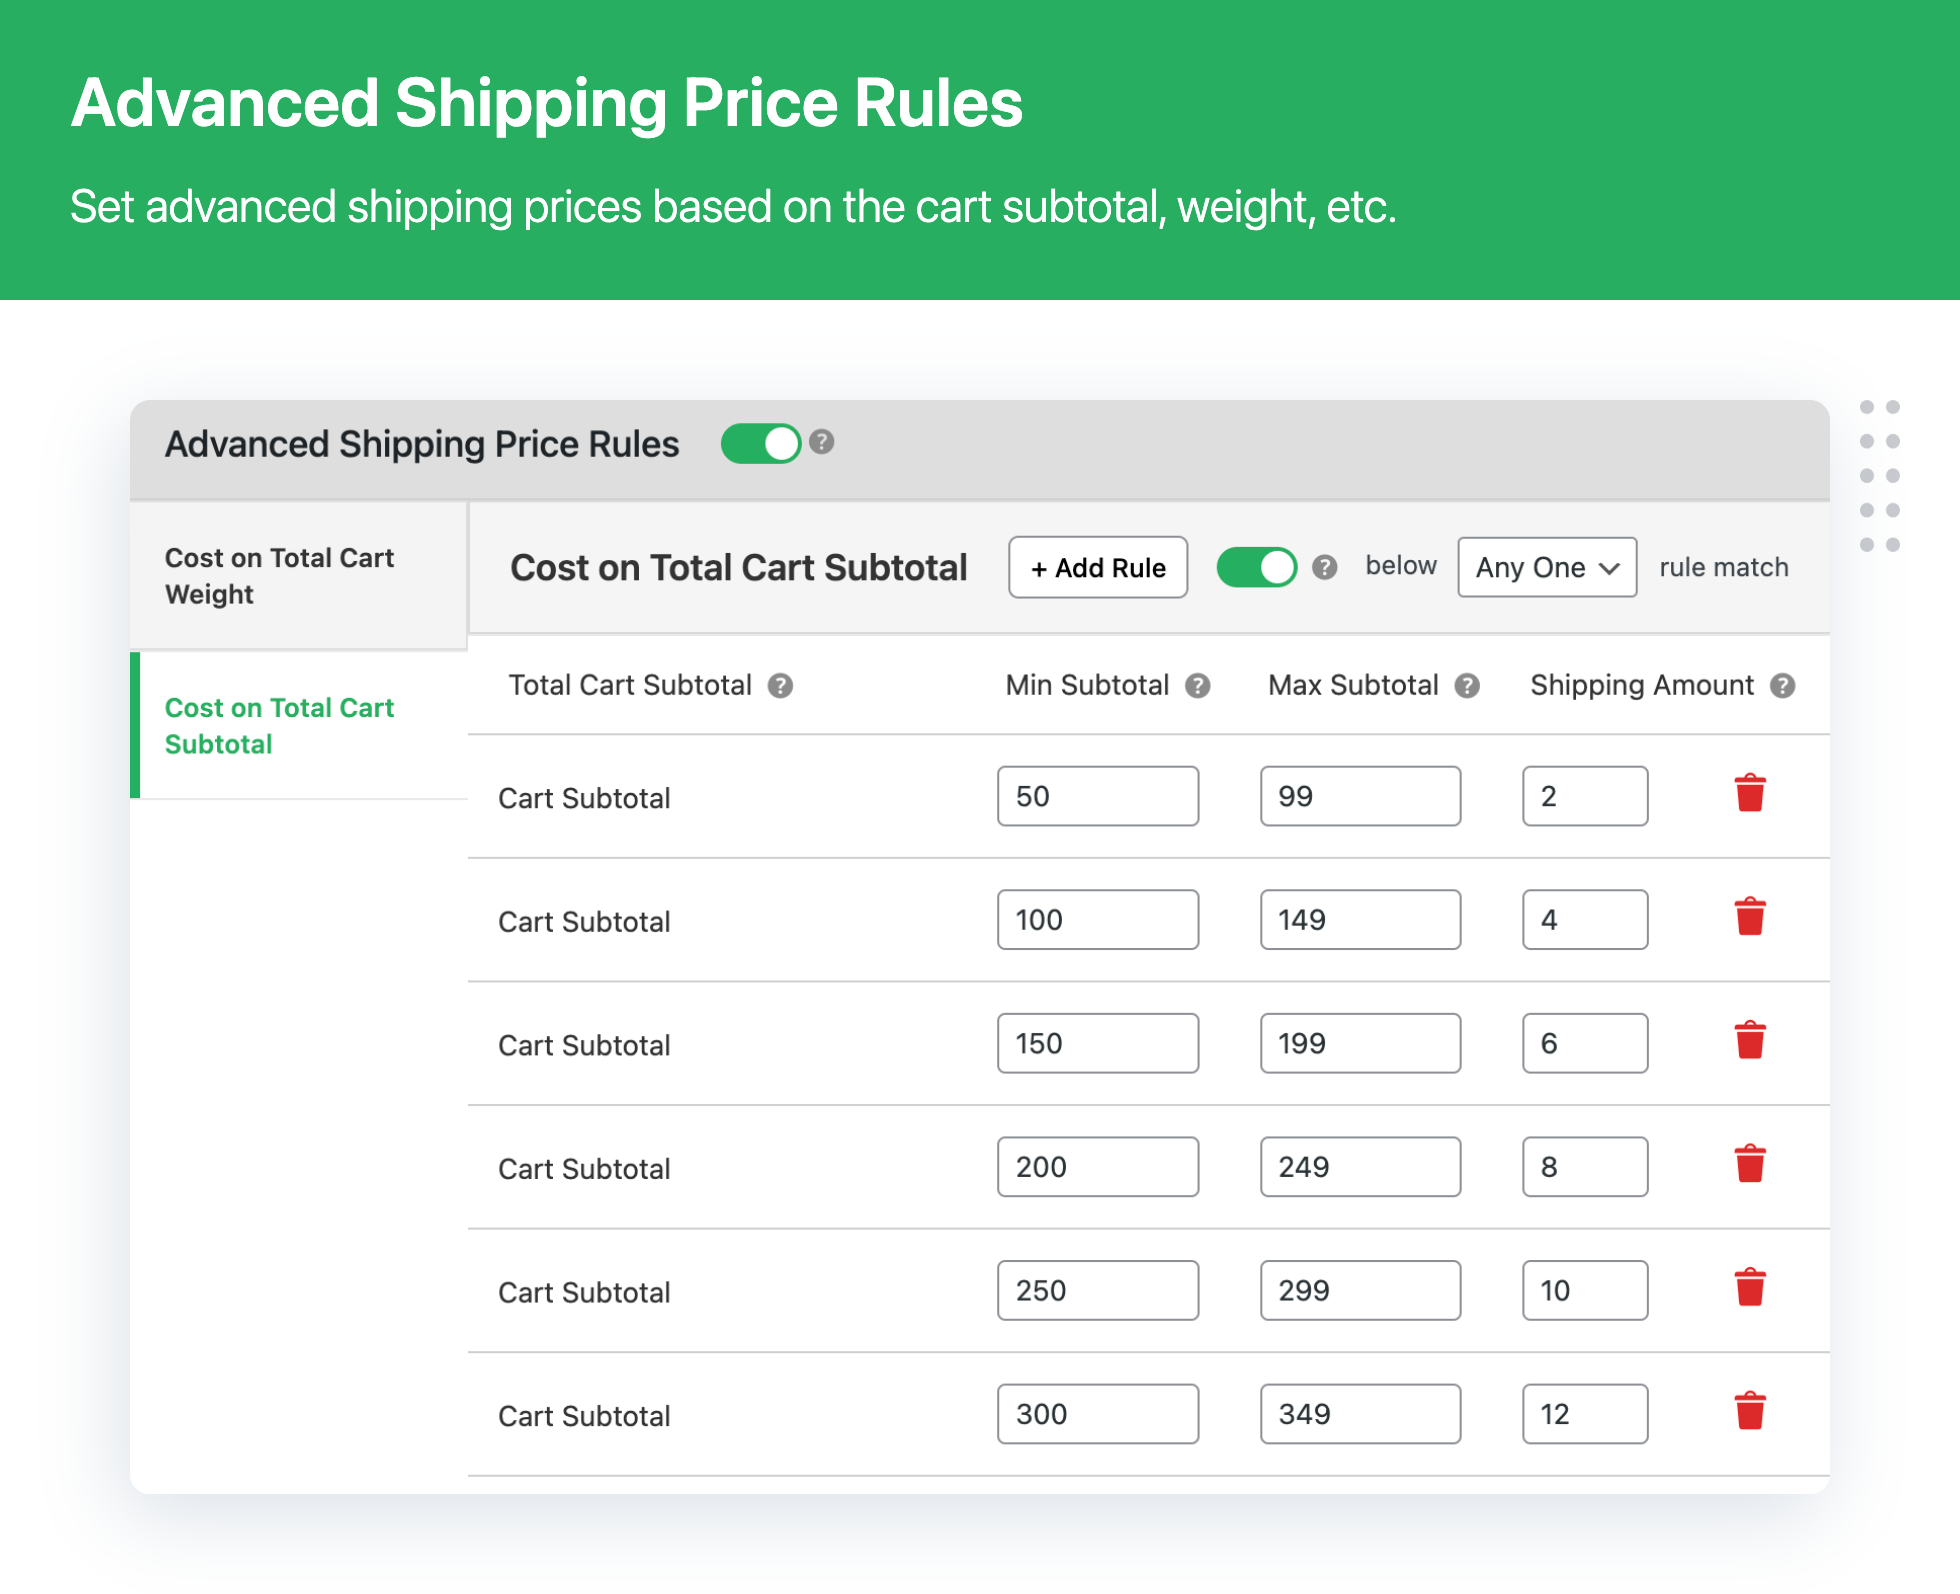 Advanced Shipping Price Rules
Set advanced shipping prices based on the cart subtotal, weight, etc.
Advanced Shipping Price Rules ?
Cost on Total Cart
Weight
Cost on Total Cart
Subtotal
Cost on Total Cart Subtotal + Add Rule ? below Any One rule match
Total Cart Subtotal ? Min Subtotal ? Max Subtotal ? Shipping Amount ?
Cart Subtotal 50 99 2
Cart Subtotal 100 149 4
Cart Subtotal 150 199 6
Cart Subtotal 200 249 8
Cart Subtotal 250 299 10
Cart Subtotal 300 349 12